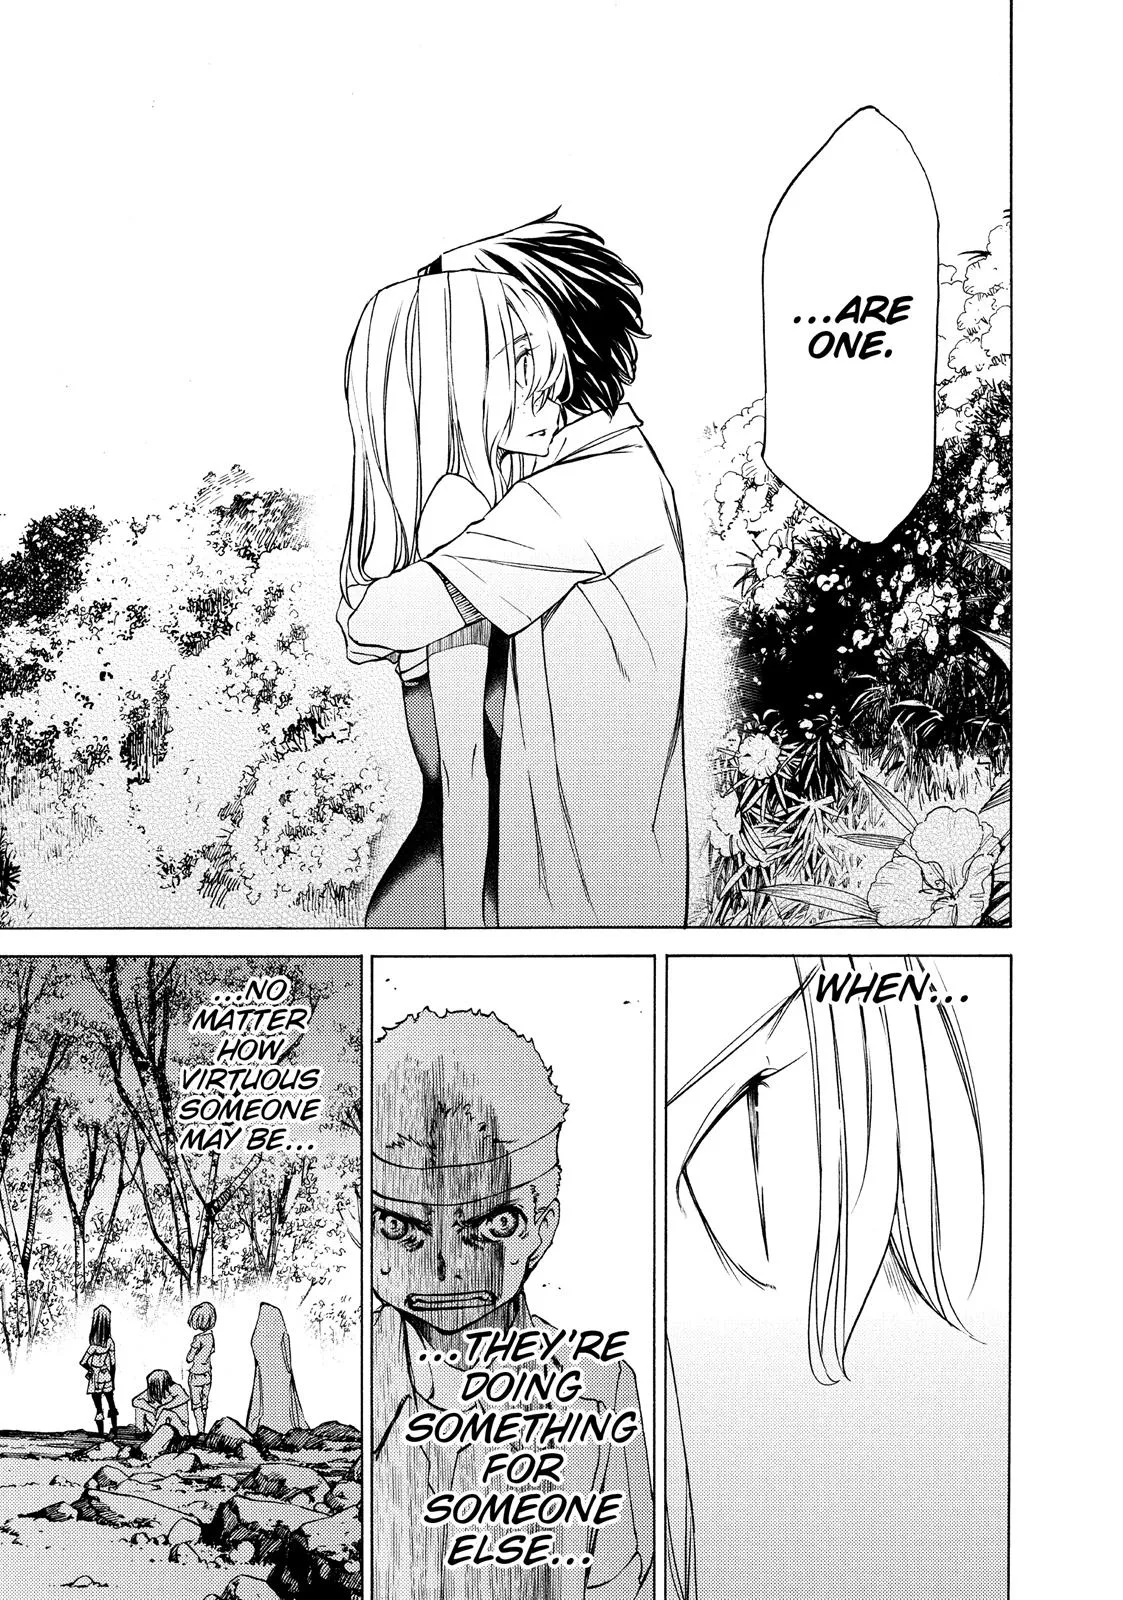 ...ARE
ONE.
WHEN...
...THEY'RE
DOING
SOMETHING
FOR
SOMEONE
ELSE...
...NO
MATTER
HOW
VIRTUOUS
SOMEONE
MAY BE...